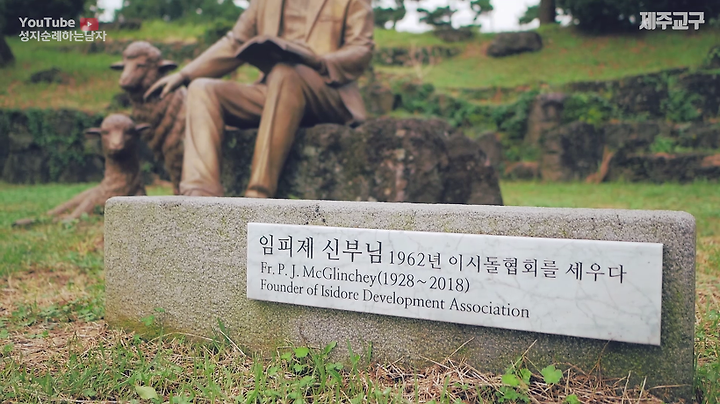 YouTube
성지순례하는남자
제주교구
임피제 신부님 1962년 이시돌협회를 세우다
Fr. P. J. McGlinchey(1928~2018)
Founder of Isidore Development Association